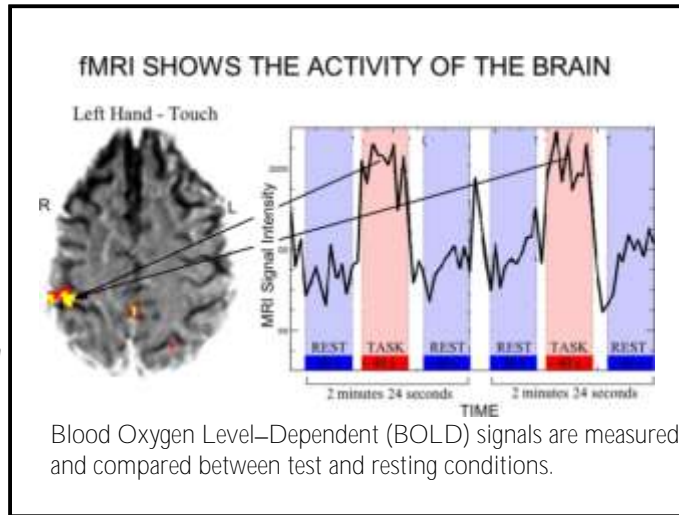 fMRI SHOWS THE ACTIVITY OF THE BRAIN
Left Hand - Touch
R
L
MRI Signal Intensity
REST TASK REST REST TASK REST
2 minutes 24 seconds 2 minutes 24 seconds
TIME
Blood Oxygen Level–Dependent (BOLD) signals are measured
and compared between test and resting conditions.